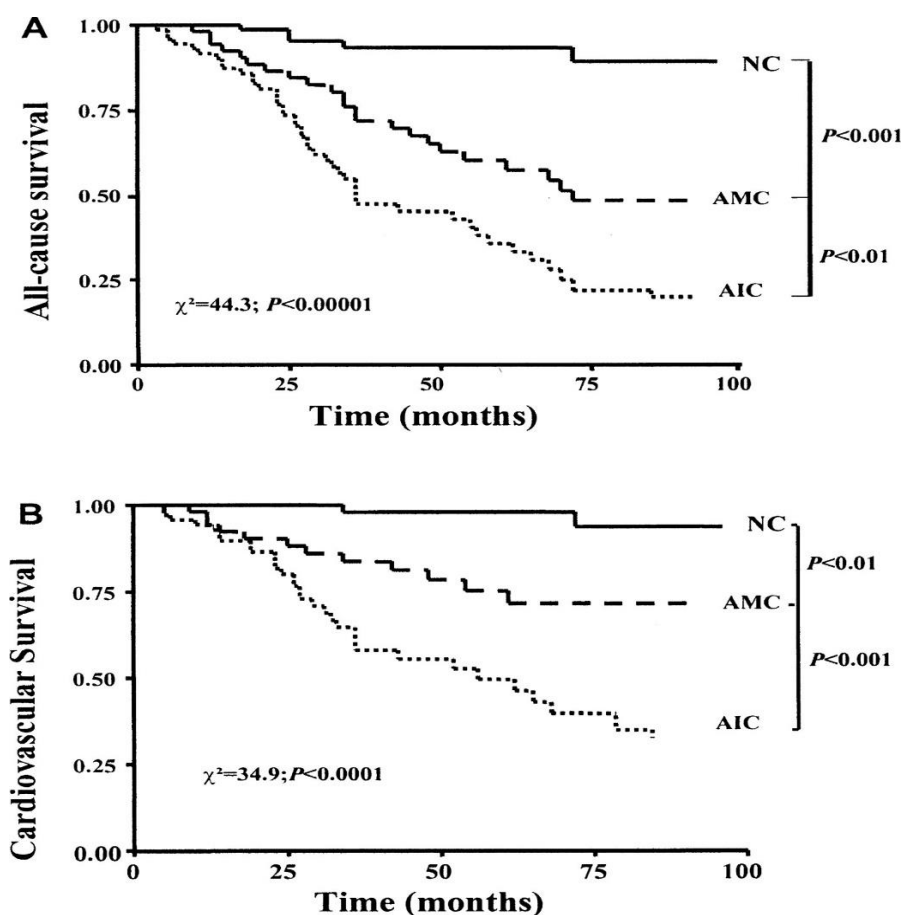 A
All-cause survival
1.00
0.75
0.50
0.25
0.00
NC
P<0.001
AMC
P<0.01
AIC
χ²=44.3; P<0.00001
0 25 50 75 100
Time (months)
B
Cardiovascular Survival
1.00
0.75
0.50
0.25
0.00
NC
P<0.01
AMC
P<0.001
AIC
χ²=34.9;P<0.0001
0 25 50 75 100
Time (months)